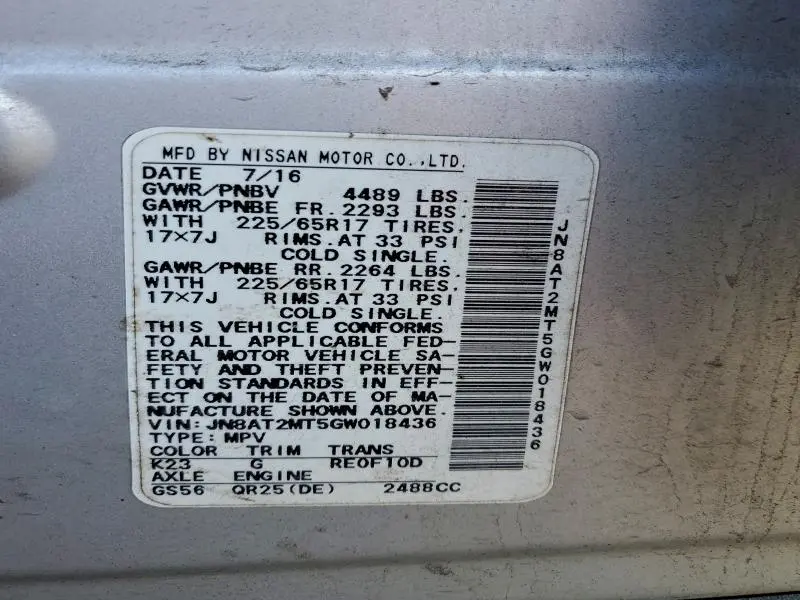 MFD BY NISSAN MOTOR CO.,LTD.
DATE 7/16
GVWR/PNBV 4489 LBS.
GAWR/PNBE FR. 2293 LBS.
WITH 225/65R17 TIRES.
17×7J RIMS.AT 33 PSI
COLD SINGLE.
GAWR/PNBE RR. 2264 LBS.
WITH 225/65R17 TIRES.
17×7J RIMS.AT 33 PSI
COLD SINGLE.
THIS VEHICLE CONFORMS
TO ALL APPLICABLE FED-
ERAL MOTOR VEHICLE SA-
FETY AND THEFT PREVEN-
TION STANDARDS IN EFF-
ECT ON THE DATE OF MA-
NUFACTURE SHOWN ABOVE.
VIN:JN8AT2MT5GW018436
TYPE:MPV
COLOR TRIM TRANS
K23 G RE0F10D
AXLE ENGINE
GS56 QR25(DE) 2488CC
JN8AT2MT5GW018436